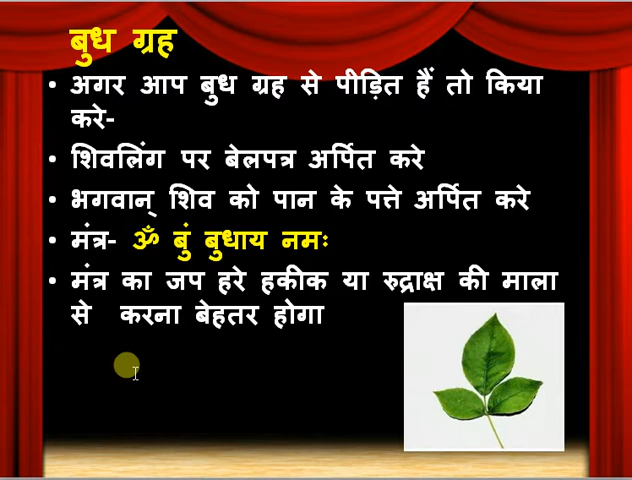 बुध ग्रह
• अगर आप बुध ग्रह से पीड़ित हैं तो किया
करे-
• शिवलिंग पर बेलपत्र अर्पित करे
• भगवान् शिव को पान के पत्ते अर्पित करे
• मंत्र- ॐ बुं बुधाय नमः
• मंत्र का जप हरे हकीक या रुद्राक्ष की माला
से करना बेहतर होगा